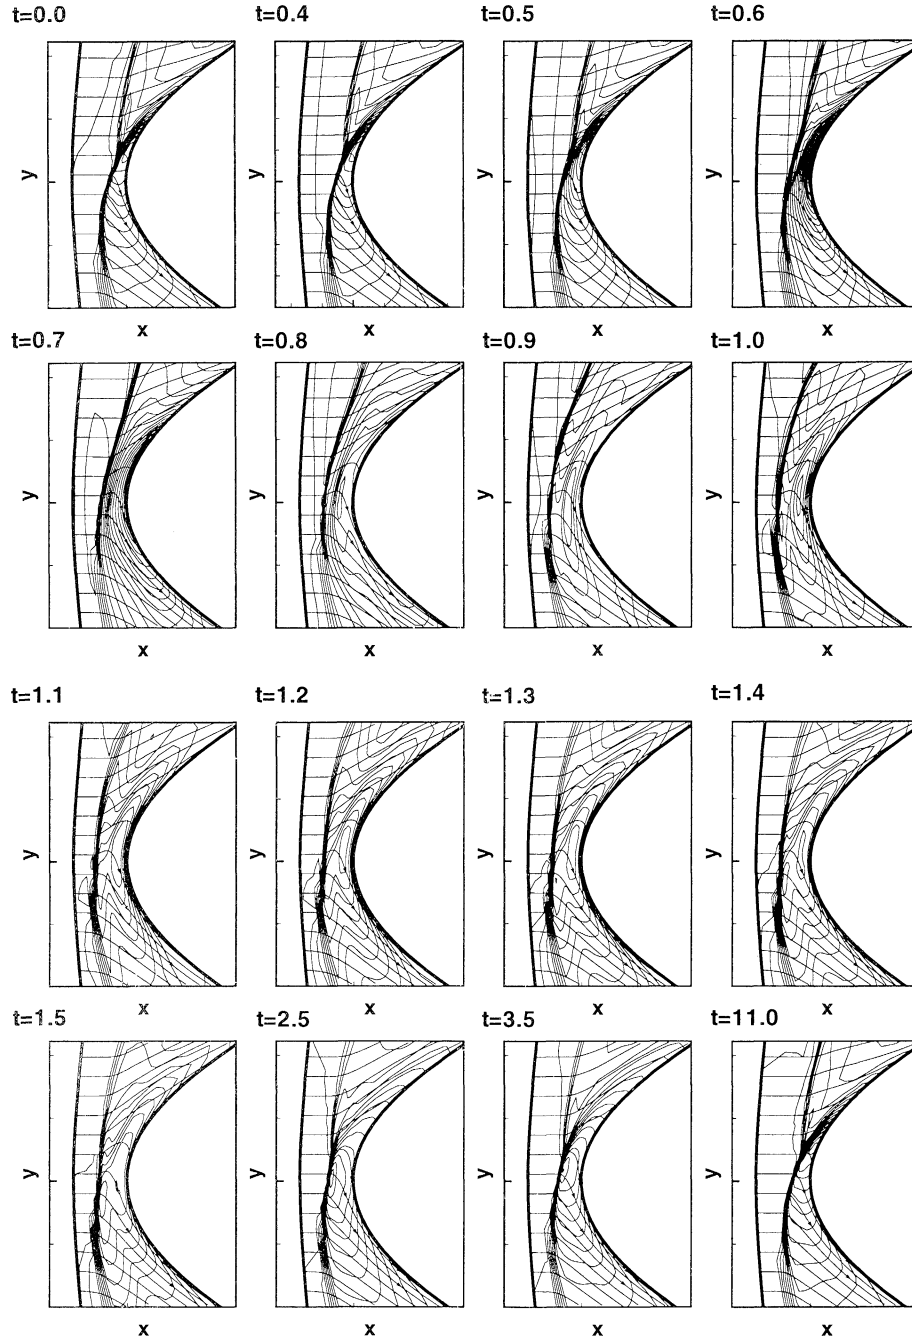 t=0.0 t=0.4 t=0.5 t=0.6
y y y y
x x x x
t=0.7 t=0.8 t=0.9 t=1.0
y y y y
x x x x
t=1.1 t=1.2 t=1.3 t=1.4
y y y y
x x x x
t=1.5 t=2.5 t=3.5 t=11.0
y y y y
x x x x